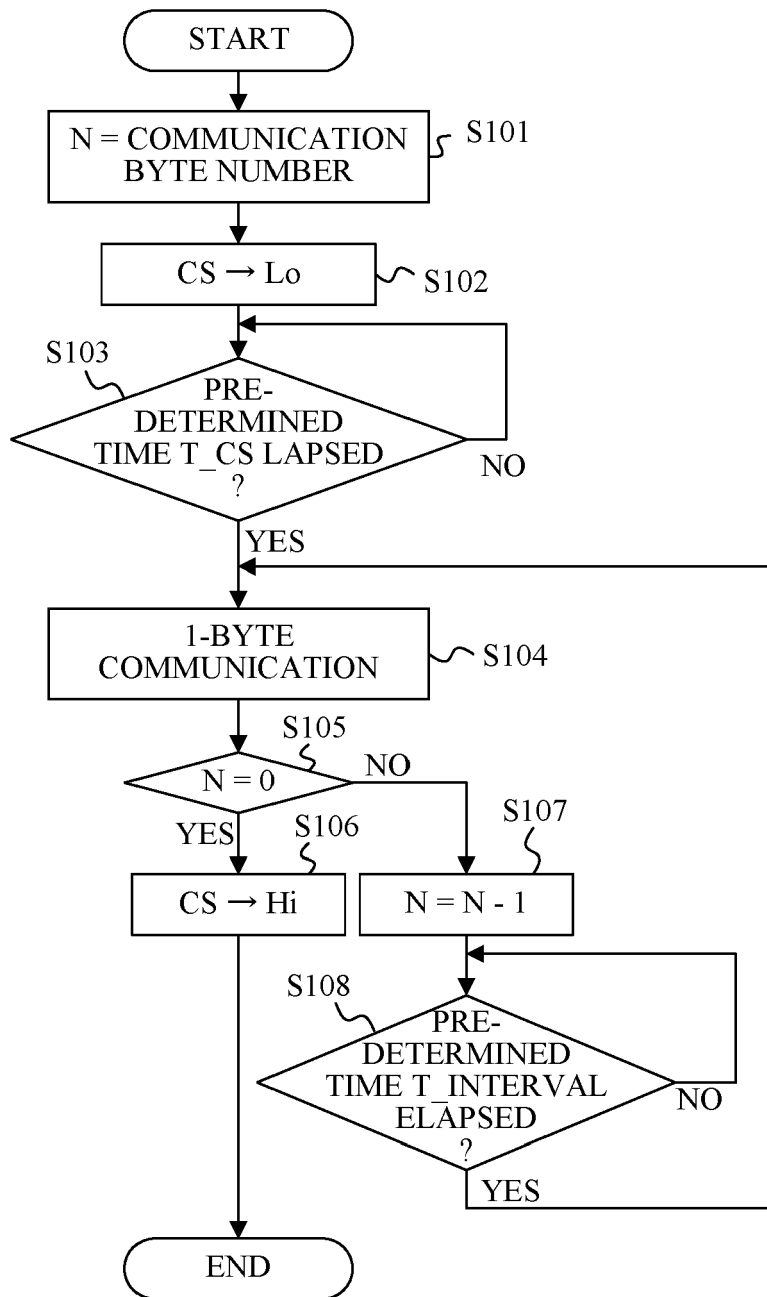 START
N = COMMUNICATION
BYTE NUMBER
S101
CS → Lo
S102
S103
PRE-
DETERMINED
TIME T_CS LAPSED
?
NO
YES
1-BYTE
COMMUNICATION
S104
S105
N = 0
NO
YES
S106
S107
CS → Hi
N = N - 1
S108
PRE-
DETERMINED
TIME T_INTERVAL
ELAPSED
?
NO
YES
END